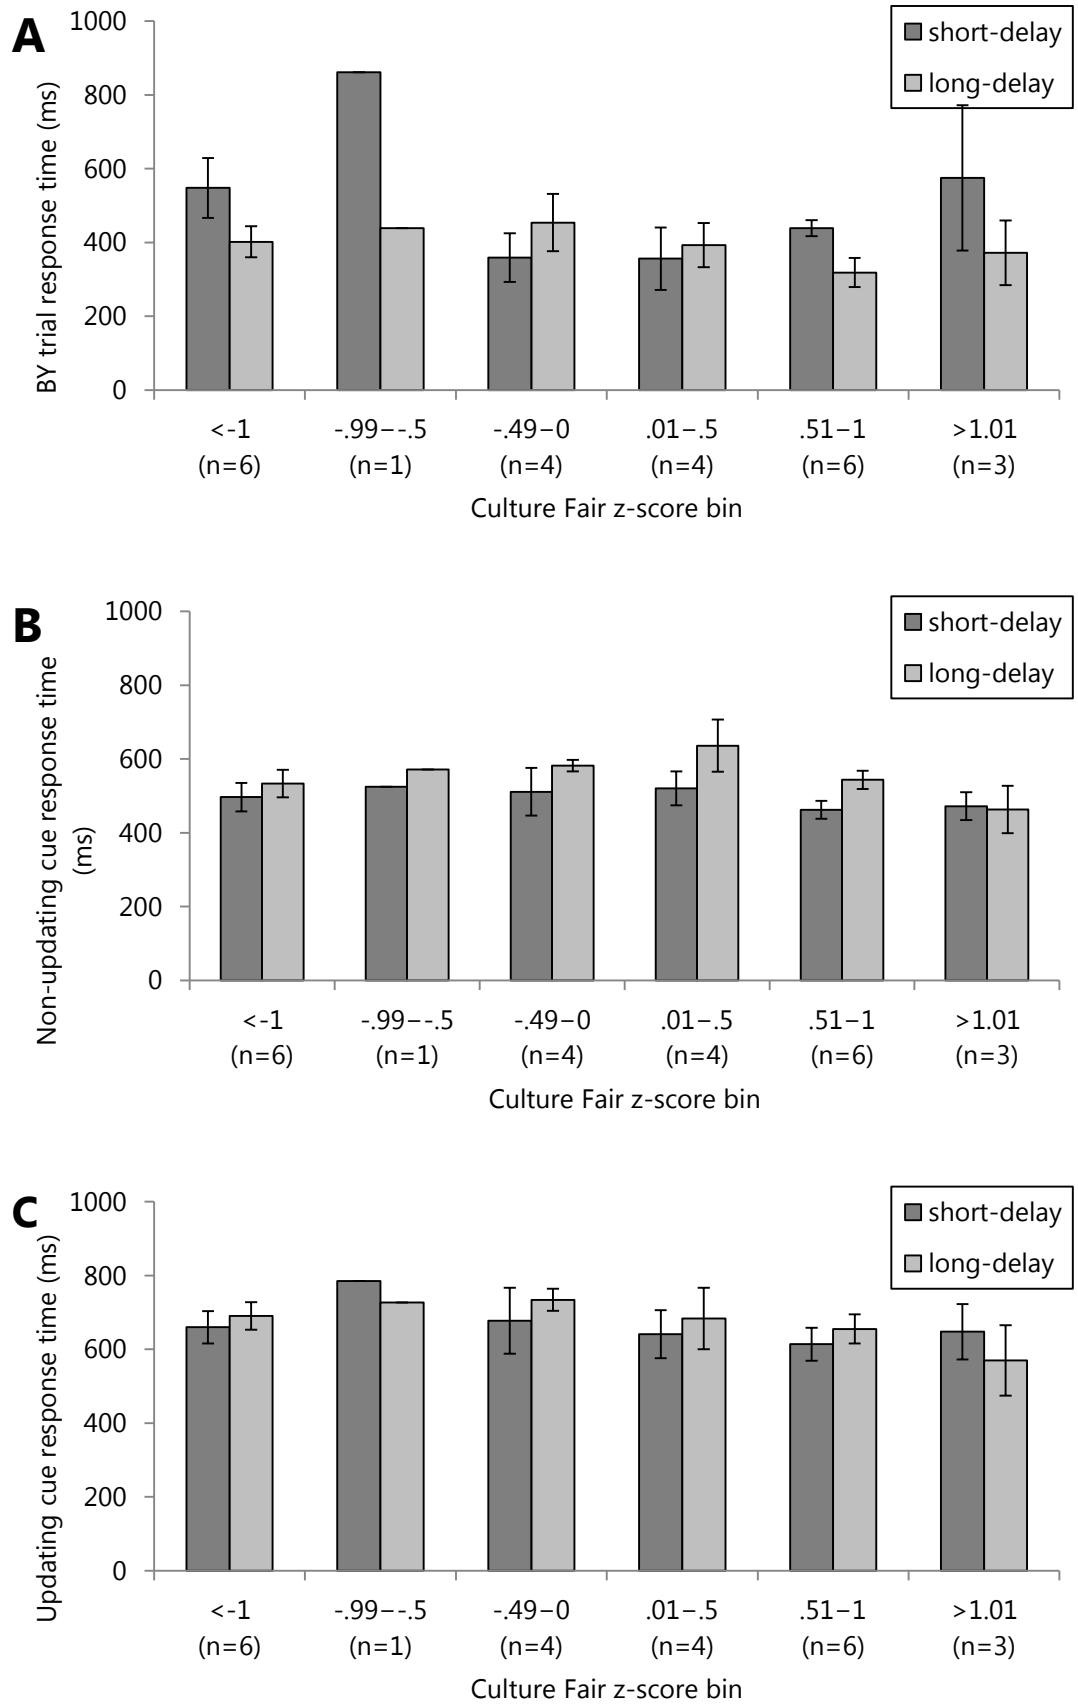 A
BY trial response time (ms)
1000
800
600
400
200
0
short-delay
long-delay
<-1 -.99–-.5 -.49–0 .01–.5 .51–1 >1.01
(n=6) (n=1) (n=4) (n=4) (n=6) (n=3)
Culture Fair z-score bin
B
Non-updating cue response time
(ms)
1000
800
600
400
200
0
short-delay
long-delay
<-1 -.99–-.5 -.49–0 .01–.5 .51–1 >1.01
(n=6) (n=1) (n=4) (n=4) (n=6) (n=3)
Culture Fair z-score bin
C
Updating cue response time (ms)
1000
800
600
400
200
0
short-delay
long-delay
<-1 -.99–-.5 -.49–0 .01–.5 .51–1 >1.01
(n=6) (n=1) (n=4) (n=4) (n=6) (n=3)
Culture Fair z-score bin